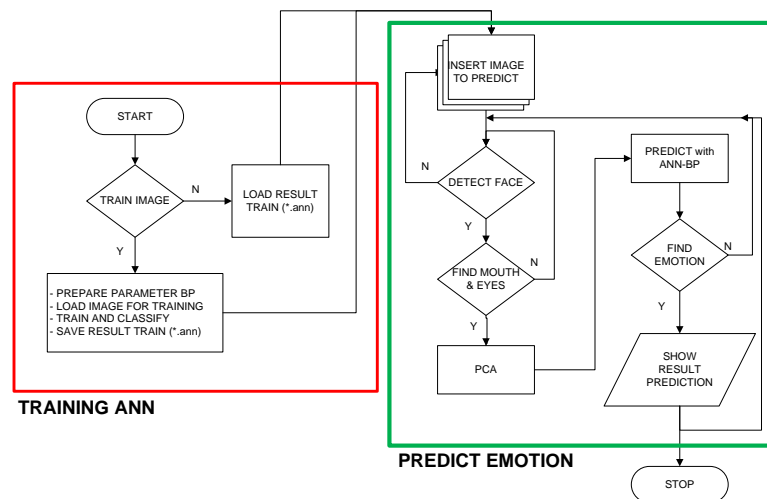 START
TRAIN IMAGE
N
Y
LOAD RESULT
TRAIN (*.ann)
- PREPARE PARAMETER BP
- LOAD IMAGE FOR TRAINING
- TRAIN AND CLASSIFY
- SAVE RESULT TRAIN (*.ann)
TRAINING ANN
INSERT IMAGE
TO PREDICT
N
DETECT FACE
Y
FIND MOUTH
& EYES
N
Y
PCA
PREDICT with
ANN-BP
FIND
EMOTION
N
Y
SHOW
RESULT
PREDICTION
PREDICT EMOTION
STOP